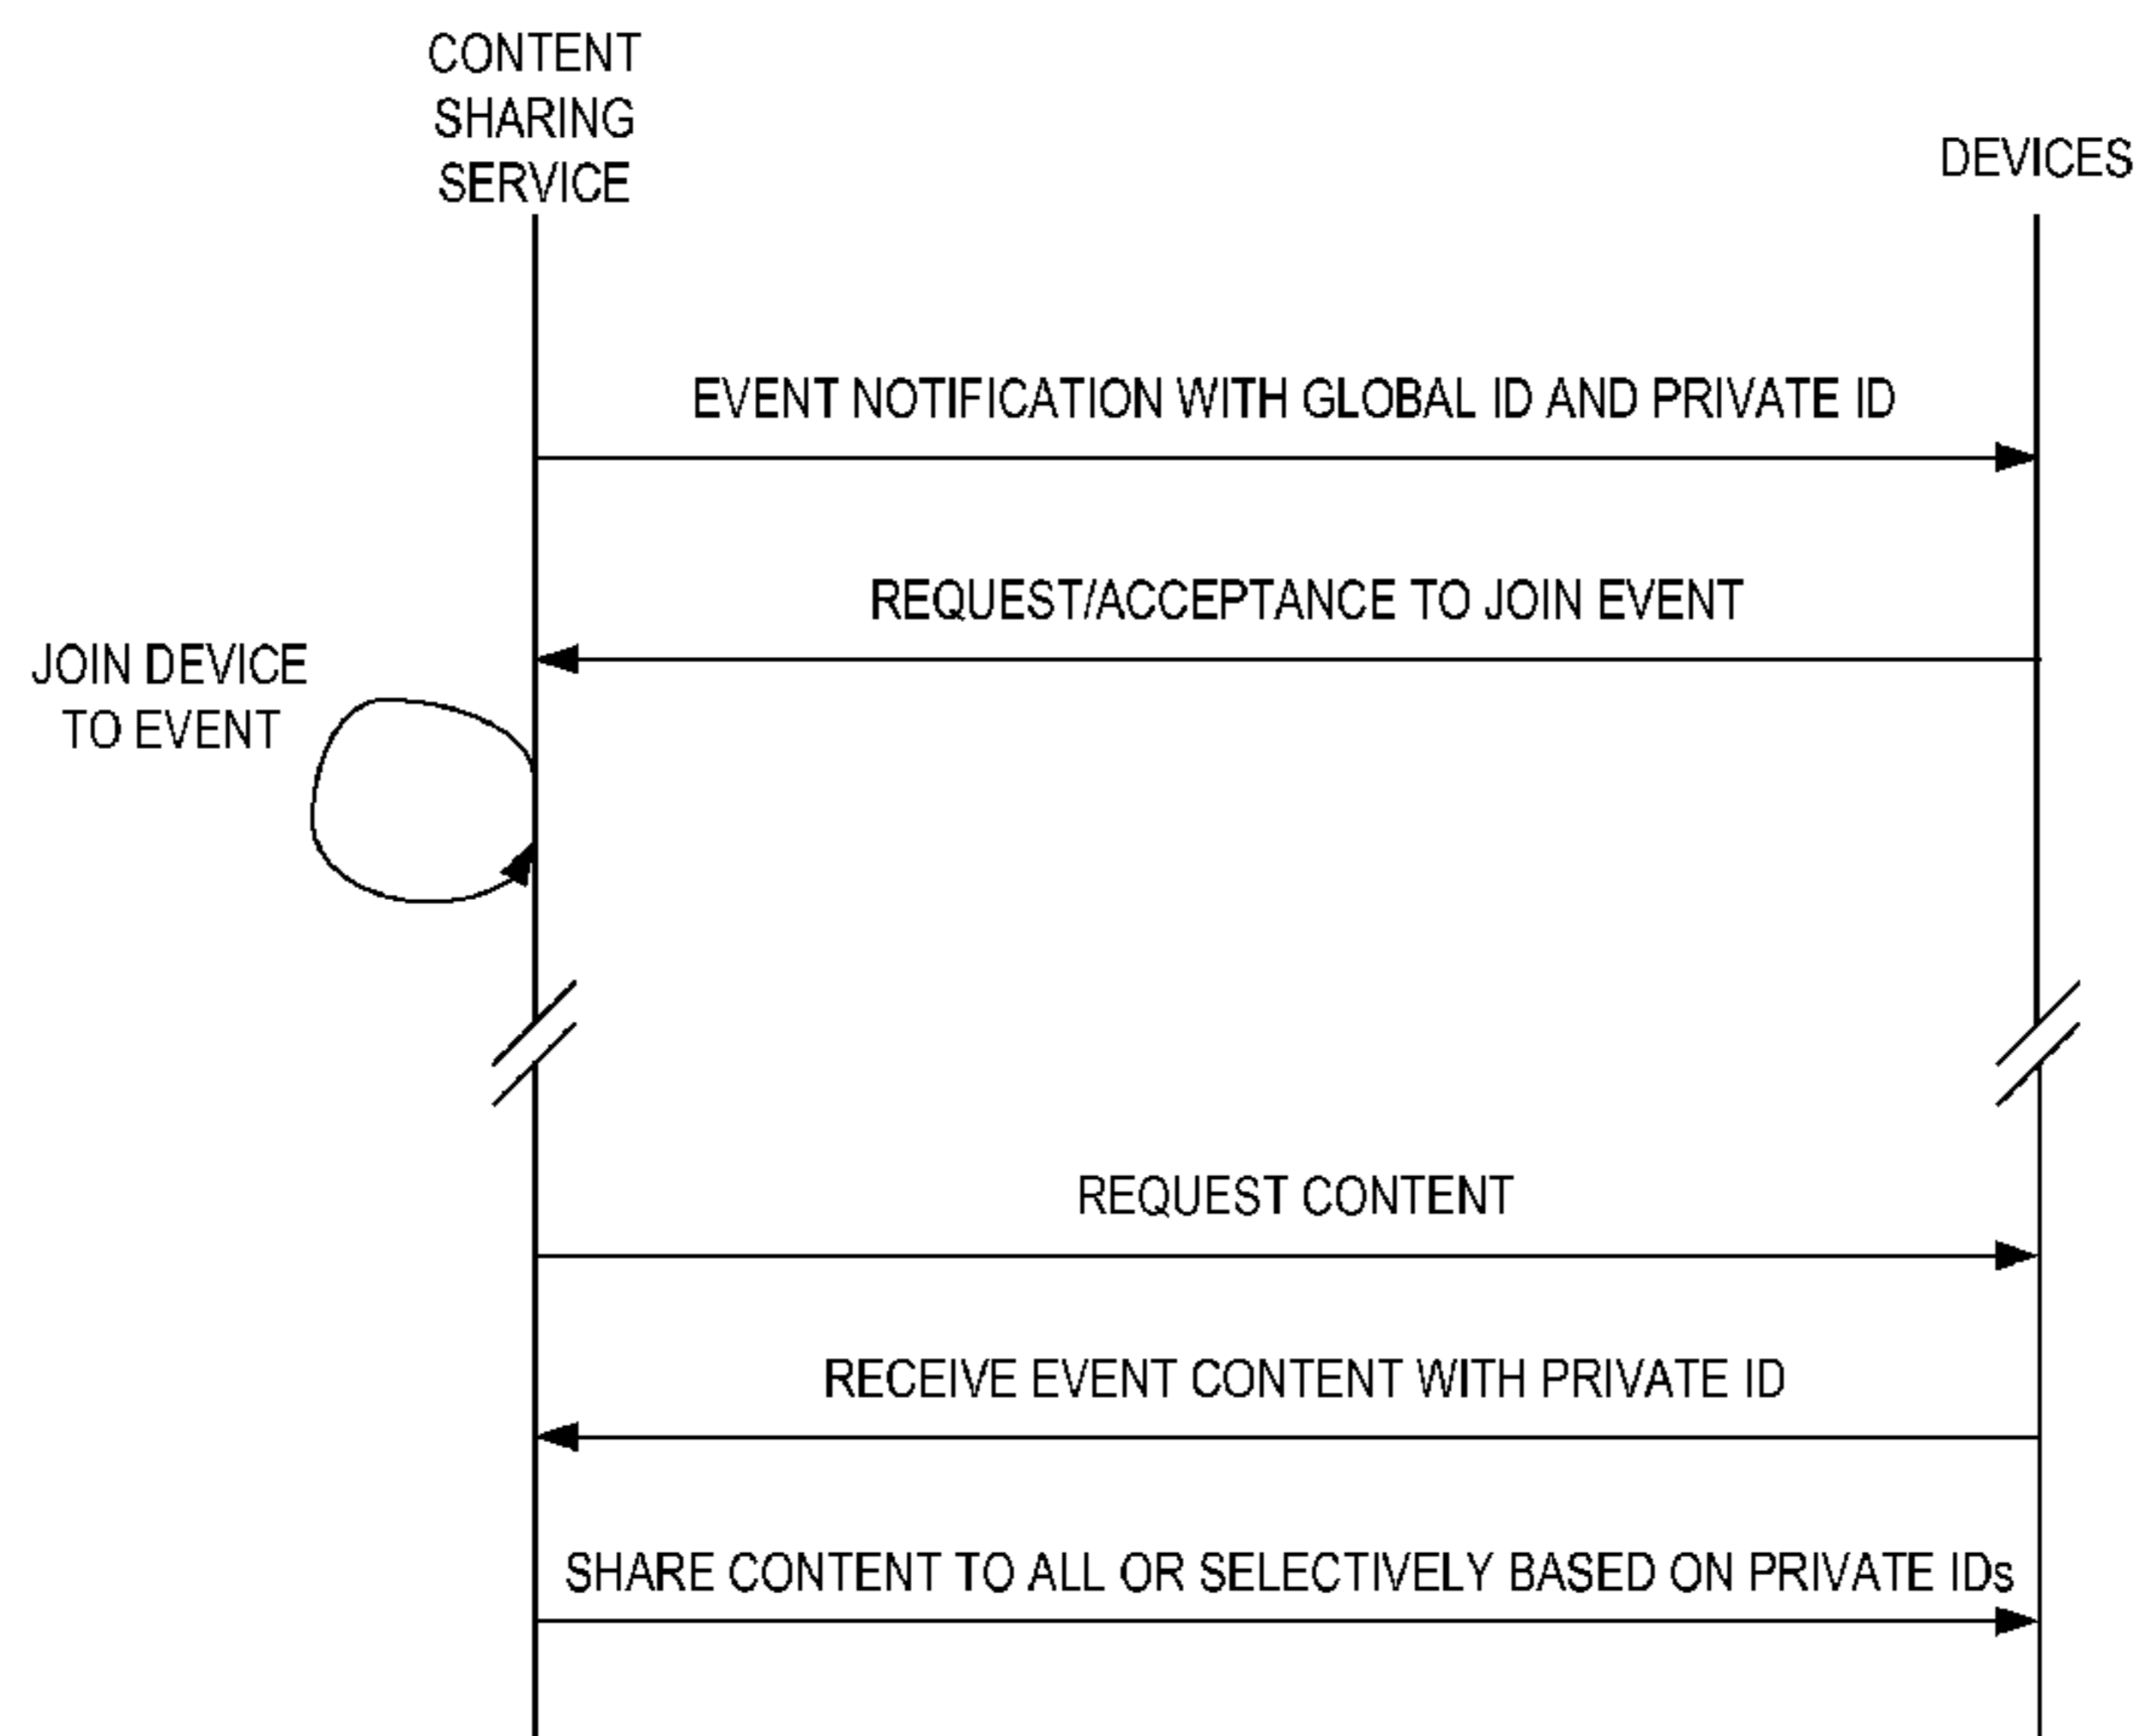 CONTENT
SHARING
SERVICE
DEVICES
EVENT NOTIFICATION WITH GLOBAL ID AND PRIVATE ID
REQUEST/ACCEPTANCE TO JOIN EVENT
JOIN DEVICE
TO EVENT
REQUEST CONTENT
RECEIVE EVENT CONTENT WITH PRIVATE ID
SHARE CONTENT TO ALL OR SELECTIVELY BASED ON PRIVATE IDs